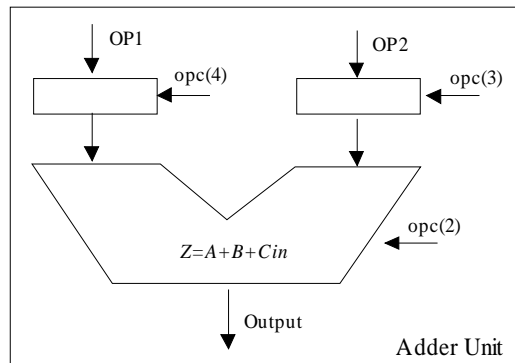 OP1
OP2
opc(4)
opc(3)
opc(2)
Z=A+B+Cin
Output
Adder Unit